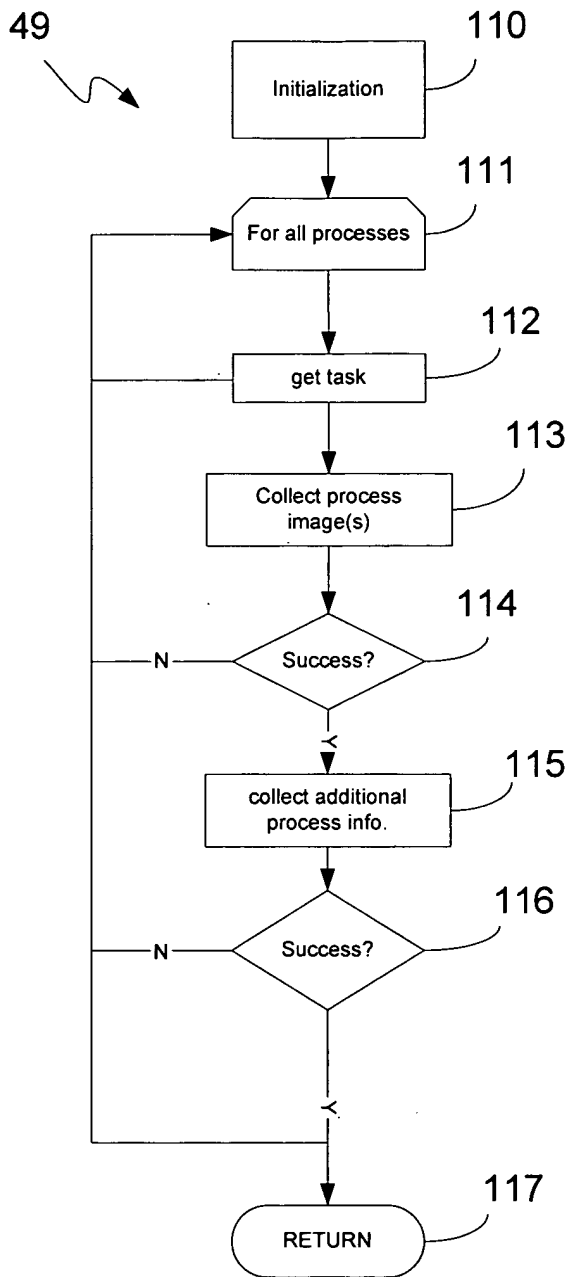 49
110
Initialization
111
For all processes
112
get task
113
Collect process
image(s)
114
Success?
N
Y
115
collect additional
process info.
116
Success?
N
Y
117
RETURN